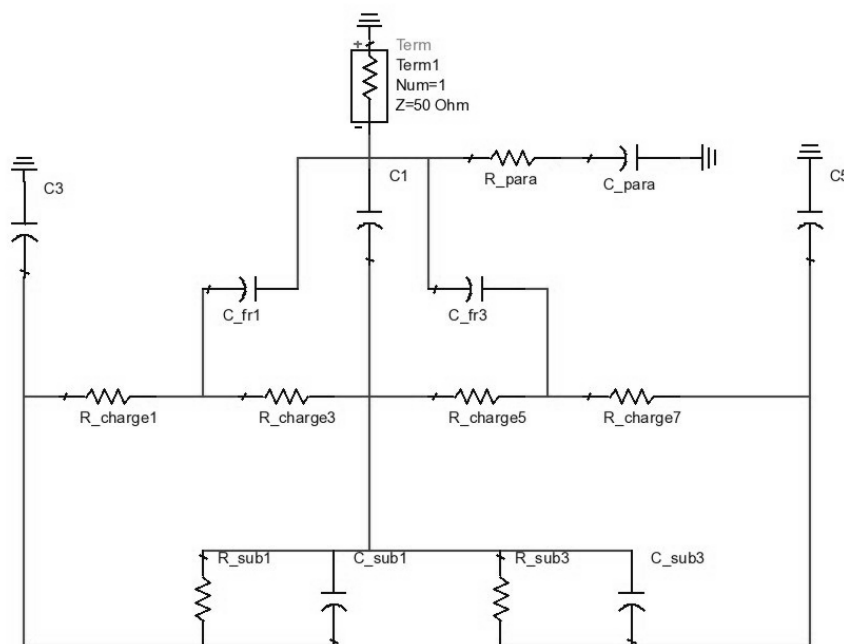 +
Term
Term1
Num=1
Z=50 Ohm
-
C3
C1
R_para
C_para
C5
C_fr1
C_fr3
R_charge1
R_charge3
R_charge5
R_charge7
R_sub1
C_sub1
R_sub3
C_sub3